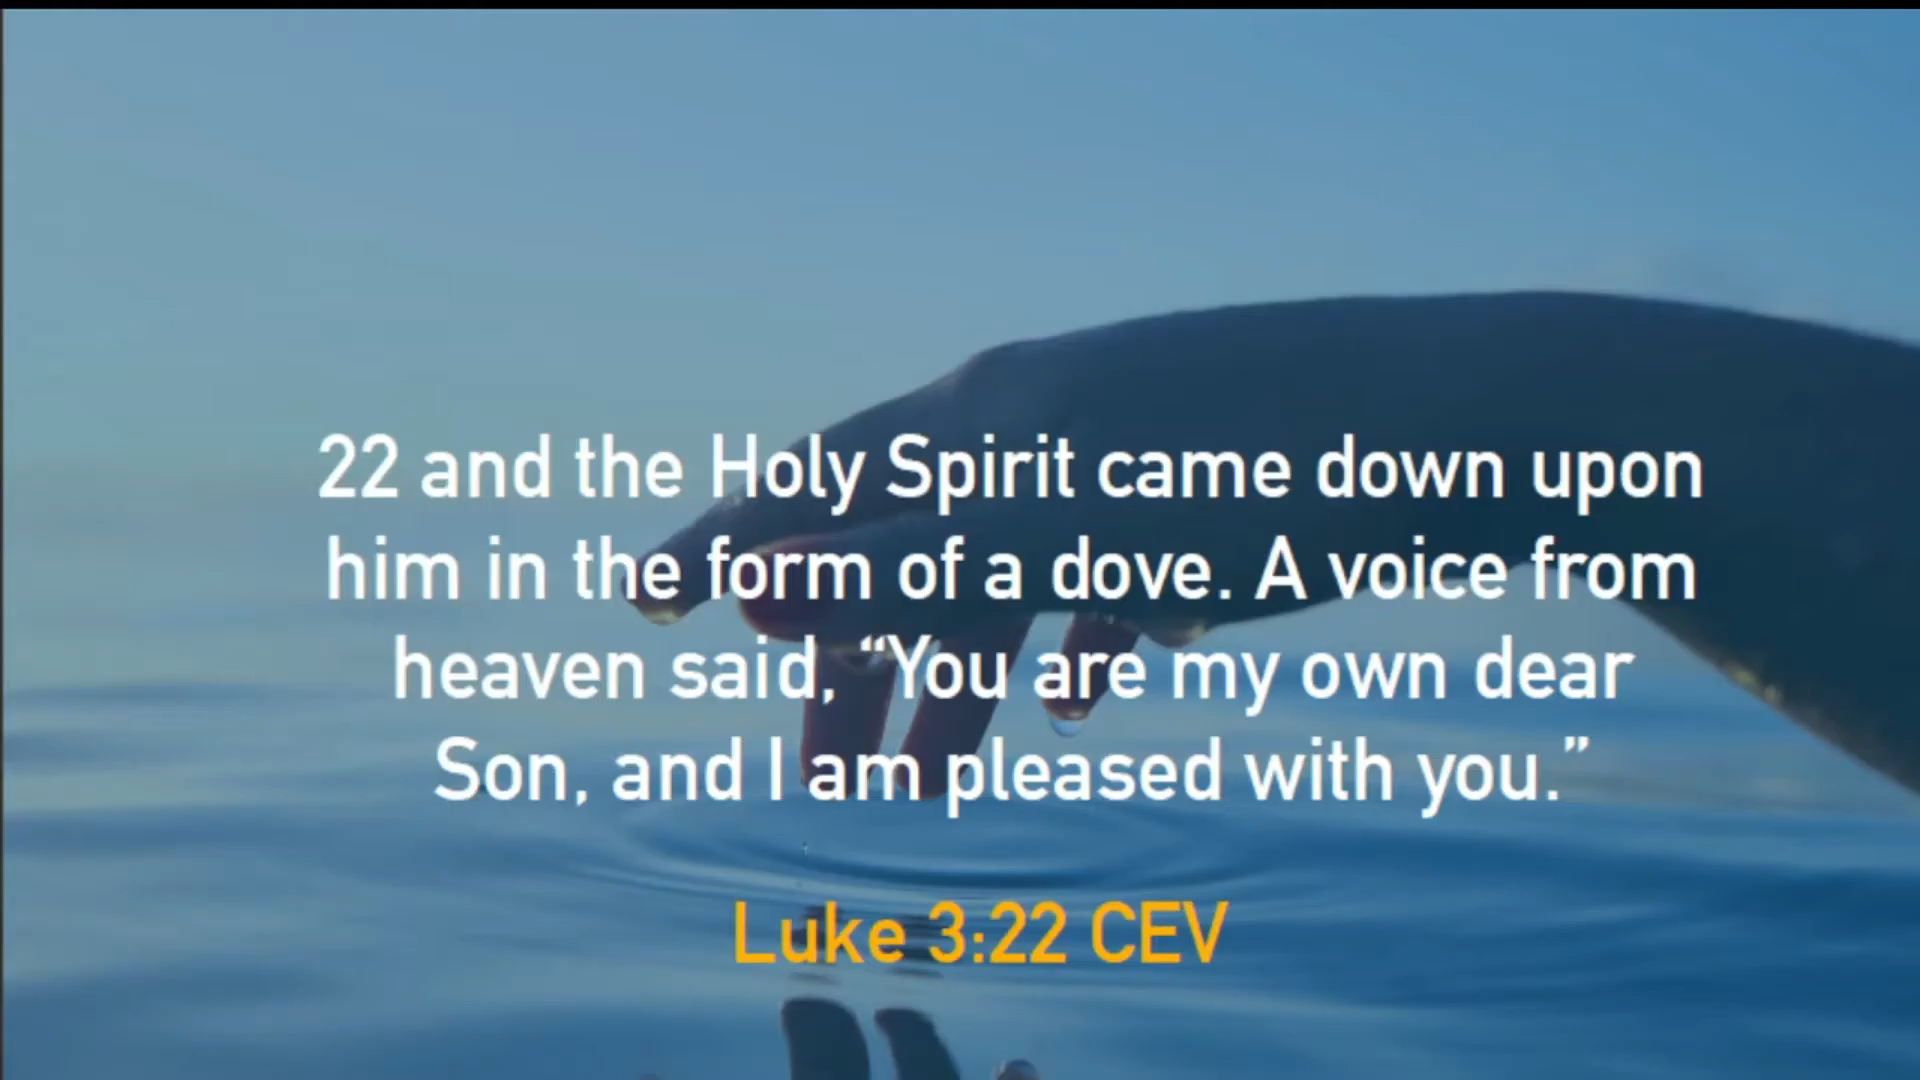 22 and the Holy Spirit came down upon
him in the form of a dove. A voice from
heaven said, “You are my own dear
Son, and I am pleased with you.”
Luke 3:22 CEV